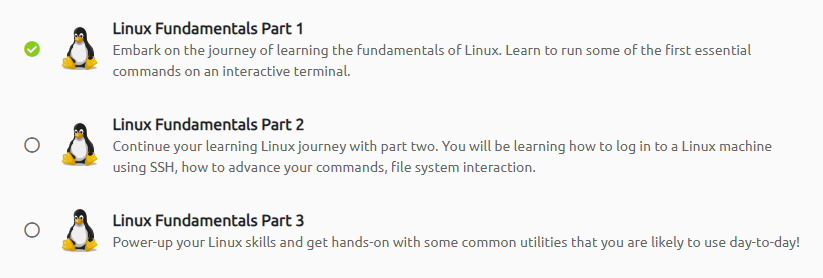 Linux Fundamentals Part 1
Embark on the journey of learning the fundamentals of Linux. Learn to run some of the first essential
commands on an interactive terminal.
Linux Fundamentals Part 2
Continue your learning Linux journey with part two. You will be learning how to log in to a Linux machine
using SSH, how to advance your commands, file system interaction.
Linux Fundamentals Part 3
Power-up your Linux skills and get hands-on with some common utilities that you are likely to use day-to-day!